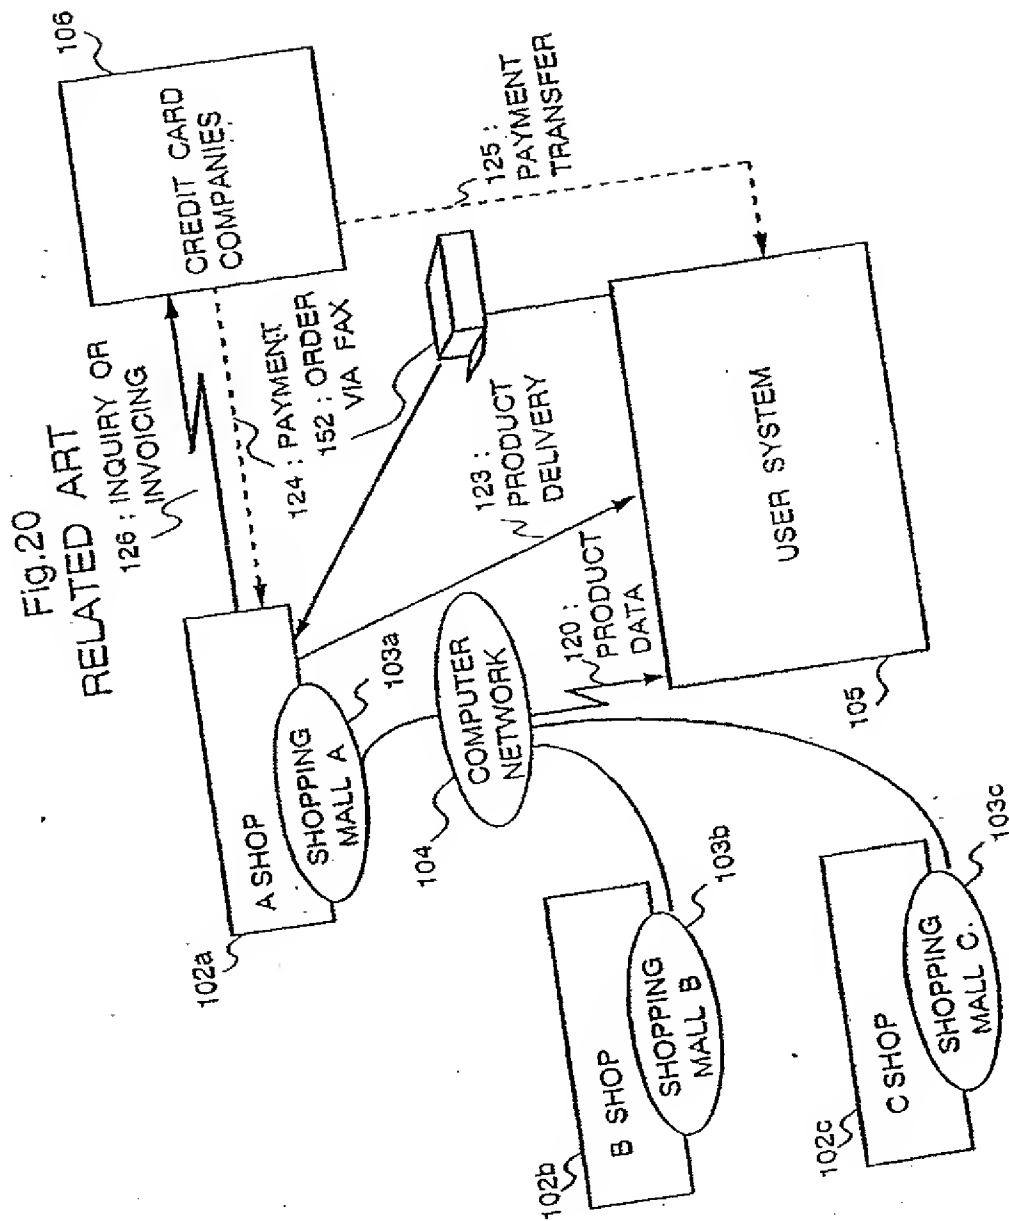 Fig.20
RELATED ART
106
CREDIT CARD
COMPANIES
126 : INQUIRY OR
INVOICING
124 : PAYMENT
152 : ORDER
VIA FAX
125 :
PAYMENT
TRANSFER
102a
A SHOP
SHOPPING
MALL A
103a
123 :
PRODUCT
DELIVERY
104
COMPUTER
NETWORK
120 :
PRODUCT
DATA
USER SYSTEM
105
102b
B SHOP
SHOPPING
MALL B
103b
102c
C SHOP
SHOPPING
MALL C.
103c